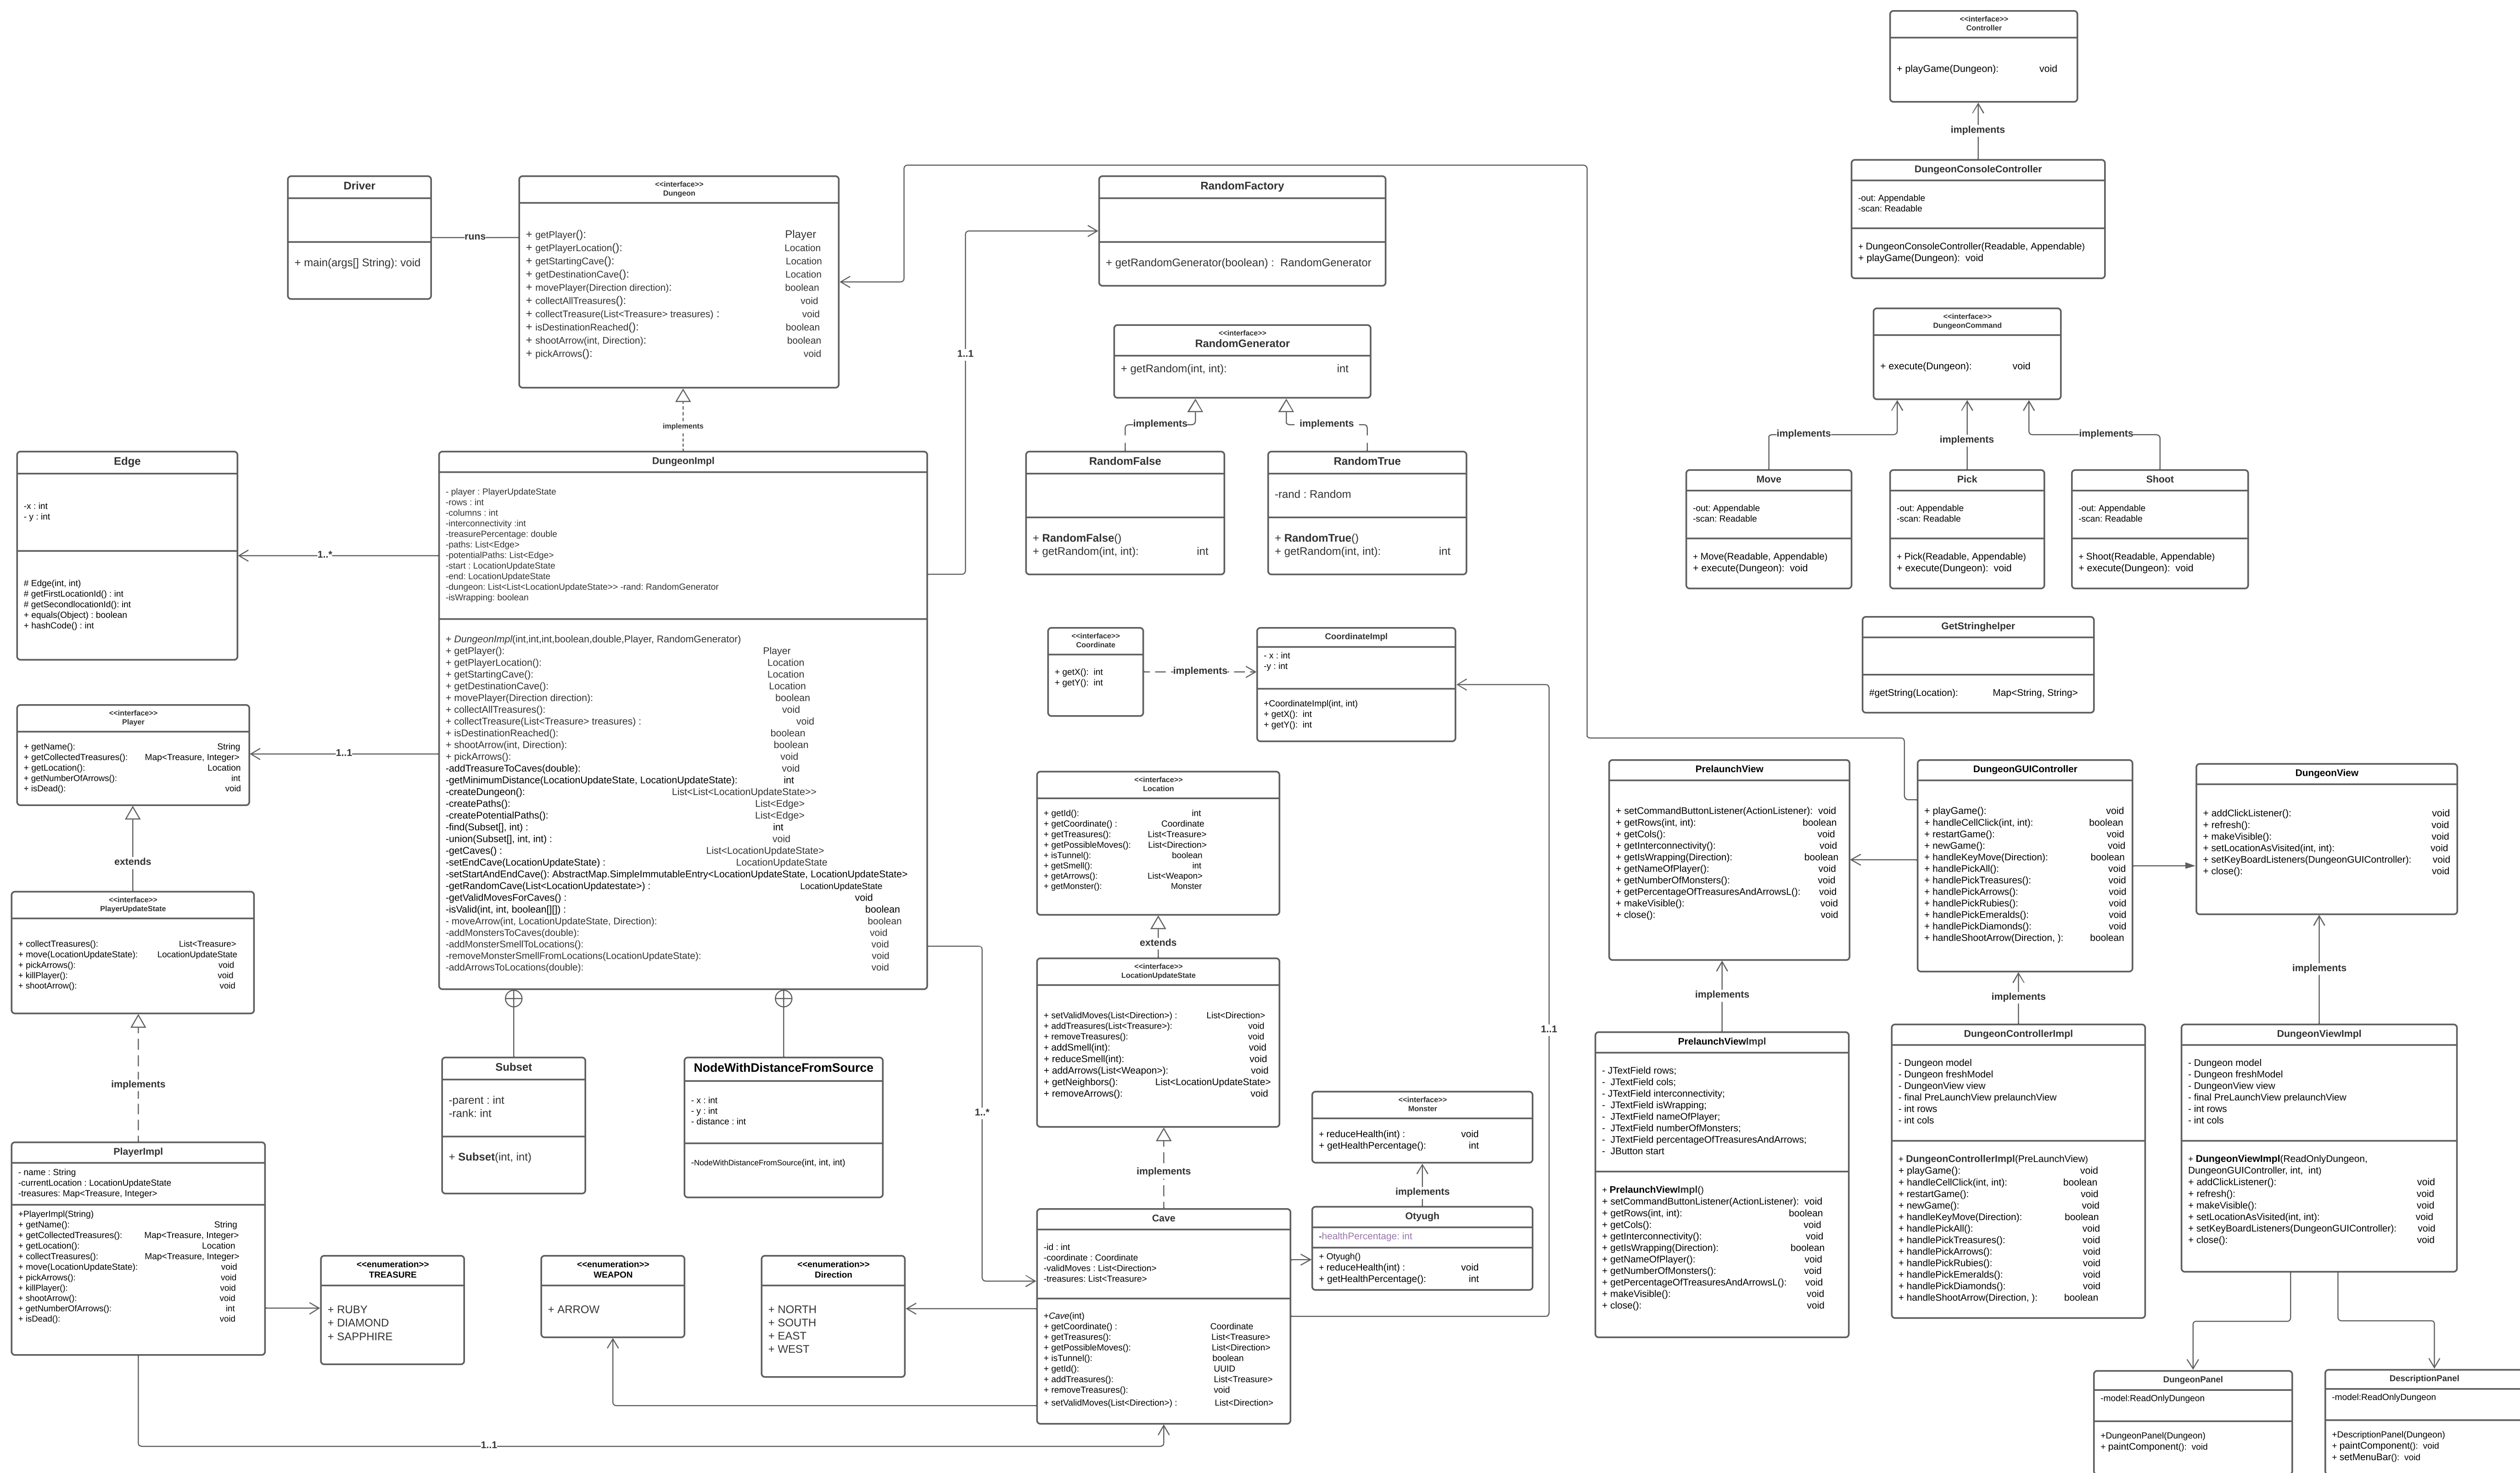 <<interface>>
Controller
+ playGame(Dungeon): void
implements
DungeonConsoleController
-out: Appendable
-scan: Readable
+ DungeonConsoleController(Readable, Appendable)
+ playGame(Dungeon): void
Driver
+ main(args[] String): void
runs
<<interface>>
Dungeon
+ getPlayer(): Player
+ getPlayerLocation(): Location
+ getStartingCave(): Location
+ getDestinationCave(): Location
+ movePlayer(Direction direction): boolean
+ collectAllTreasures(): void
+ collectTreasure(List<Treasure> treasures) : void
+ isDestinationReached(): boolean
+ shootArrow(int, Direction): boolean
+ pickArrows(): void
implements
RandomFactory
+ getRandomGenerator(boolean) : RandomGenerator
1..1
<<interface>>
RandomGenerator
+ getRandom(int, int): int
implements
implements
RandomFalse
+ RandomFalse()
+ getRandom(int, int): int
RandomTrue
-rand : Random
+ RandomTrue()
+ getRandom(int, int): int
<<interface>>
DungeonCommand
+ execute(Dungeon): void
implements
implements
implements
Move
-out: Appendable
-scan: Readable
+ Move(Readable, Appendable)
+ execute(Dungeon): void
Pick
-out: Appendable
-scan: Readable
+ Pick(Readable, Appendable)
+ execute(Dungeon): void
Shoot
-out: Appendable
-scan: Readable
+ Shoot(Readable, Appendable)
+ execute(Dungeon): void
GetStringhelper
#getString(Location): Map<String, String>
Edge
-x : int
- y : int
# Edge(int, int)
# getFirstLocationId() : int
# getSecondlocationId(): int
+ equals(Object) : boolean
+ hashCode() : int
1..*
DungeonImpl
- player : PlayerUpdateState
-rows : int
-columns : int
-interconnectivity :int
-treasurePercentage: double
-paths: List<Edge>
-potentialPaths: List<Edge>
-start : LocationUpdateState
-end: LocationUpdateState
-dungeon: List<List<LocationUpdateState>> -rand: RandomGenerator
-isWrapping: boolean
+ DungeonImpl(int,int,int,boolean,double,Player, RandomGenerator)
+ getPlayer(): Player
+ getPlayerLocation(): Location
+ getStartingCave(): Location
+ getDestinationCave(): Location
+ movePlayer(Direction direction): boolean
+ collectAllTreasures(): void
+ collectTreasure(List<Treasure> treasures) : void
+ isDestinationReached(): boolean
+ shootArrow(int, Direction): boolean
+ pickArrows(): void
-addTreasureToCaves(double): void
-getMinimumDistance(LocationUpdateState, LocationUpdateState): int
-createDungeon(): List<List<LocationUpdateState>>
-createPaths(): List<Edge>
-createPotentialPaths(): List<Edge>
-find(Subset[], int) : int
-union(Subset[], int, int) : void
-getCaves() : List<LocationUpdateState>
-setEndCave(LocationUpdateState) : LocationUpdateState
-setStartAndEndCave(): AbstractMap.SimpleImmutableEntry<LocationUpdateState, LocationUpdateState>
-getRandomCave(List<LocationUpdatestate>) : LocationUpdateState
-getValidMovesForCaves() : void
-isValid(int, int, boolean[][]) : boolean
- moveArrow(int, LocationUpdateState, Direction): boolean
-addMonstersToCaves(double): void
-addMonsterSmellToLocations(): void
-removeMonsterSmellFromLocations(LocationUpdateState): void
-addArrowsToLocations(double): void
<<interface>>
Player
+ getName(): String
+ getCollectedTreasures(): Map<Treasure, Integer>
+ getLocation(): Location
+ getNumberOfArrows(): int
+ isDead(): void
1..1
extends
<<interface>>
PlayerUpdateState
+ collectTreasures(): List<Treasure>
+ move(LocationUpdateState): LocationUpdateState
+ pickArrows(): void
+ killPlayer(): void
+ shootArrow(): void
implements
PlayerImpl
- name : String
-currentLocation : LocationUpdateState
-treasures: Map<Treasure, Integer>
+PlayerImpl(String)
+ getName(): String
+ getCollectedTreasures(): Map<Treasure, Integer>
+ getLocation(): Location
+ collectTreasures(): Map<Treasure, Integer>
+ move(LocationUpdateState): void
+ pickArrows(): void
+ killPlayer(): void
+ shootArrow(): void
+ getNumberOfArrows(): int
+ isDead(): void
Subset
-parent : int
-rank: int
+ Subset(int, int)
NodeWithDistanceFromSource
- x : int
- y : int
- distance : int
-NodeWithDistanceFromSource(int, int, int)
<<enumeration>>
TREASURE
+ RUBY
+ DIAMOND
+ SAPPHIRE
<<enumeration>>
WEAPON
+ ARROW
<<enumeration>>
Direction
+ NORTH
+ SOUTH
+ EAST
+ WEST
1..1
<<interface>>
Coordinate
+ getX(): int
+ getY(): int
implements
CoordinateImpl
- x : int
-y : int
+CoordinateImpl(int, int)
+ getX(): int
+ getY(): int
<<interface>>
Location
+ getId(): int
+ getCoordinate() : Coordinate
+ getTreasures(): List<Treasure>
+ getPossibleMoves(): List<Direction>
+ isTunnel(): boolean
+ getSmell(): int
+ getArrows(): List<Weapon>
+ getMonster(): Monster
extends
<<interface>>
LocationUpdateState
+ setValidMoves(List<Direction>) : List<Direction>
+ addTreasures(List<Treasure>): void
+ removeTreasures(): void
+ addSmell(int): void
+ reduceSmell(int): void
+ addArrows(List<Weapon>): void
+ getNeighbors(): List<LocationUpdateState>
+ removeArrows(): void
1..*
1..1
implements
<<interface>>
Monster
+ reduceHealth(int) : void
+ getHealthPercentage(): int
implements
Otyugh
-healthPercentage: int
+ Otyugh()
+ reduceHealth(int) : void
+ getHealthPercentage(): int
Cave
-id : int
-coordinate : Coordinate
-validMoves : List<Direction>
-treasures: List<Treasure>
+Cave(int)
+ getCoordinate() : Coordinate
+ getTreasures(): List<Treasure>
+ getPossibleMoves(): List<Direction>
+ isTunnel(): boolean
+ getId(): UUID
+ addTreasures(): List<Treasure>
+ removeTreasures(): void
+ setValidMoves(List<Direction>) : List<Direction>
PrelaunchView
+ setCommandButtonListener(ActionListener): void
+ getRows(int, int): boolean
+ getCols(): void
+ getInterconnectivity(): void
+ getIsWrapping(Direction): boolean
+ getNameOfPlayer(): void
+ getNumberOfMonsters(): void
+ getPercentageOfTreasuresAndArrowsL(): void
+ makeVisible(): void
+ close(): void
implements
PrelaunchViewImpl
- JTextField rows;
- JTextField cols;
- JTextField interconnectivity;
- JTextField isWrapping;
- JTextField nameOfPlayer;
- JTextField numberOfMonsters;
- JTextField percentageOfTreasuresAndArrows;
- JButton start
+ PrelaunchViewImpl()
+ setCommandButtonListener(ActionListener): void
+ getRows(int, int): boolean
+ getCols(): void
+ getInterconnectivity(): void
+ getIsWrapping(Direction): boolean
+ getNameOfPlayer(): void
+ getNumberOfMonsters(): void
+ getPercentageOfTreasuresAndArrowsL(): void
+ makeVisible(): void
+ close(): void
DungeonGUIController
+ playGame(): void
+ handleCellClick(int, int): boolean
+ restartGame(): void
+ newGame(): void
+ handleKeyMove(Direction): boolean
+ handlePickAll(): void
+ handlePickTreasures(): void
+ handlePickArrows(): void
+ handlePickRubies(): void
+ handlePickEmeralds(): void
+ handlePickDiamonds(): void
+ handleShootArrow(Direction, ): boolean
implements
DungeonControllerImpl
- Dungeon model
- Dungeon freshModel
- DungeonView view
- final PreLaunchView prelaunchView
- int rows
- int cols
+ DungeonControllerImpl(PreLaunchView)
+ playGame(): void
+ handleCellClick(int, int): boolean
+ restartGame(): void
+ newGame(): void
+ handleKeyMove(Direction): boolean
+ handlePickAll(): void
+ handlePickTreasures(): void
+ handlePickArrows(): void
+ handlePickRubies(): void
+ handlePickEmeralds(): void
+ handlePickDiamonds(): void
+ handleShootArrow(Direction, ): boolean
DungeonView
+ addClickListener(): void
+ refresh(): void
+ makeVisible(): void
+ setLocationAsVisited(int, int): void
+ setKeyBoardListeners(DungeonGUIController): void
+ close(): void
implements
DungeonViewImpl
- Dungeon model
- Dungeon freshModel
- DungeonView view
- final PreLaunchView prelaunchView
- int rows
- int cols
+ DungeonViewImpl(ReadOnlyDungeon,
DungeonGUIController, int, int)
+ addClickListener(): void
+ refresh(): void
+ makeVisible(): void
+ setLocationAsVisited(int, int): void
+ setKeyBoardListeners(DungeonGUIController): void
+ close(): void
DungeonPanel
-model:ReadOnlyDungeon
+DungeonPanel(Dungeon)
+ paintComponent(): void
DescriptionPanel
-model:ReadOnlyDungeon
+DescriptionPanel(Dungeon)
+ paintComponent(): void
+ setMenuBar(): void